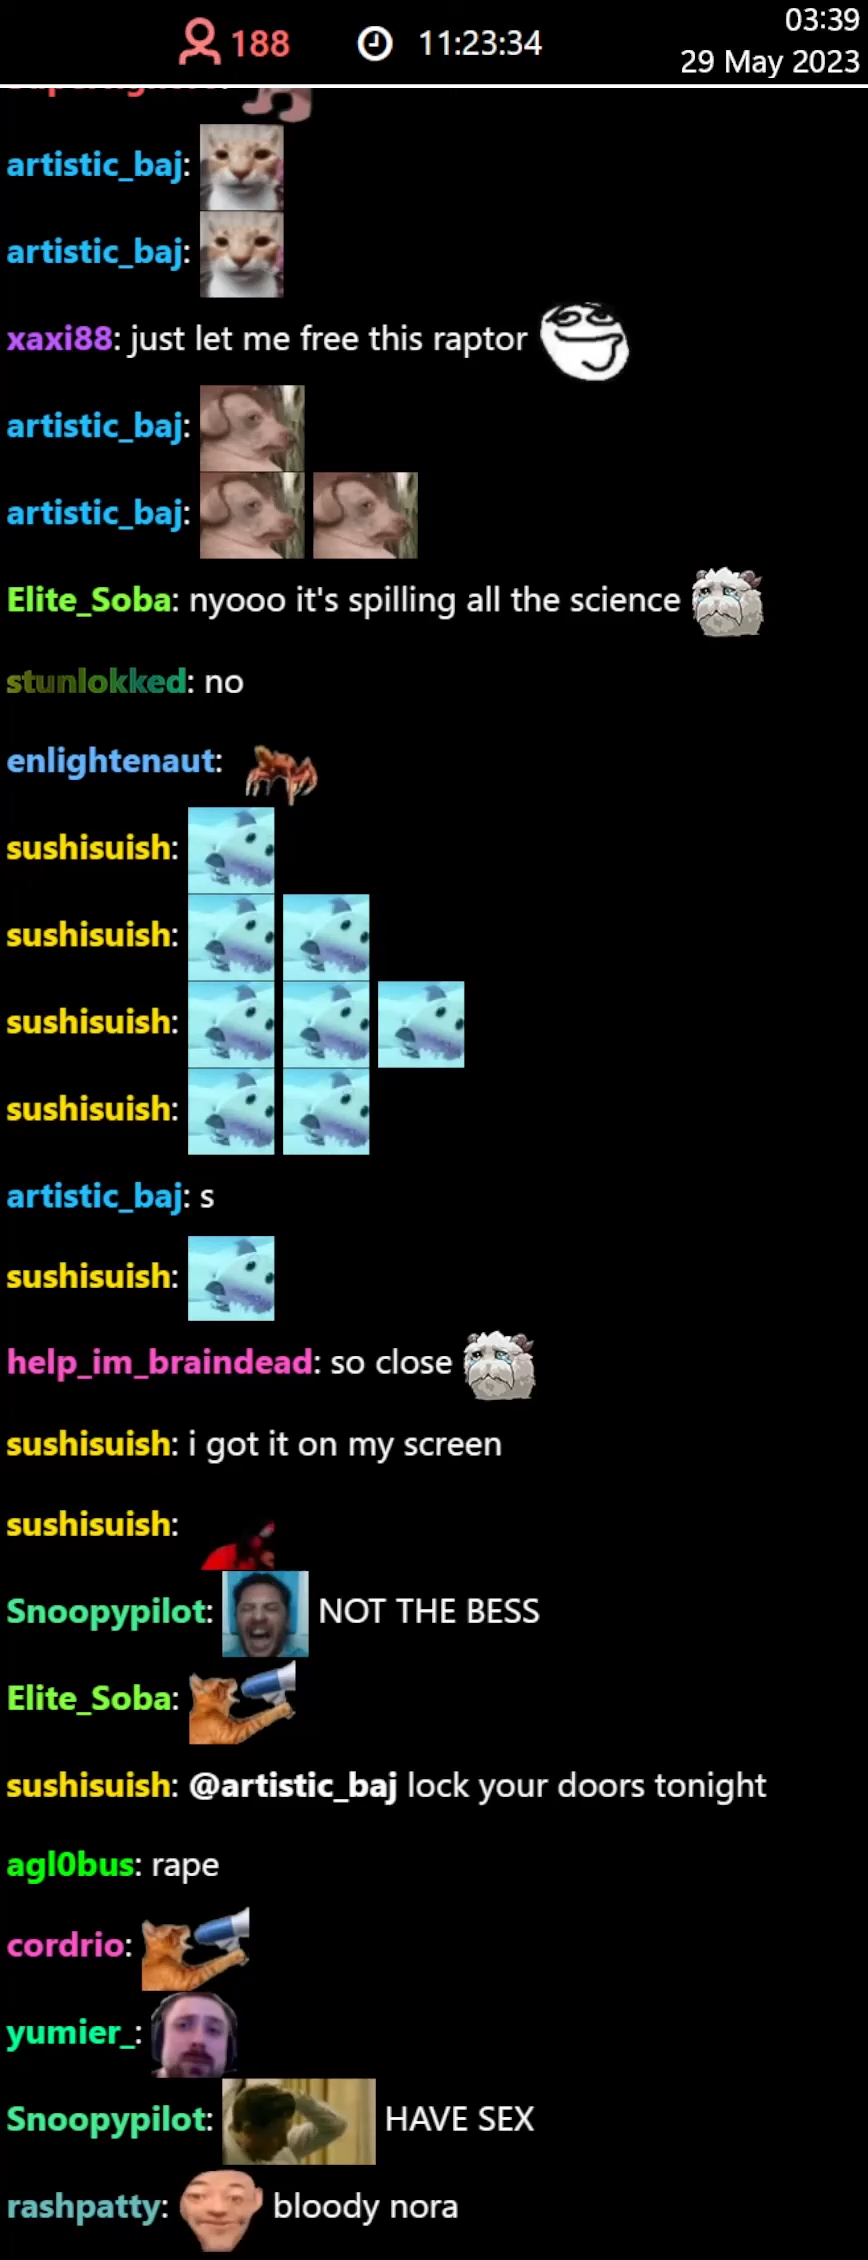 188 11:23:34 03:39
29 May 2023
artistic_baj:
artistic_baj:
xaxi88: just let me free this raptor
artistic_baj:
artistic_baj:
Elite_Soba: nyooo it's spilling all the science
stunlokked: no
enlightenaut:
sushisuish:
sushisuish:
sushisuish:
sushisuish:
artistic_baj: s
sushisuish:
help_im_braindead: so close
sushisuish: i got it on my screen
sushisuish:
Snoopypilot: NOT THE BESS
Elite_Soba:
sushisuish: @artistic_baj lock your doors tonight
agl0bus: rape
cordrio:
yumier_:
Snoopypilot: HAVE SEX
rashpatty: bloody nora